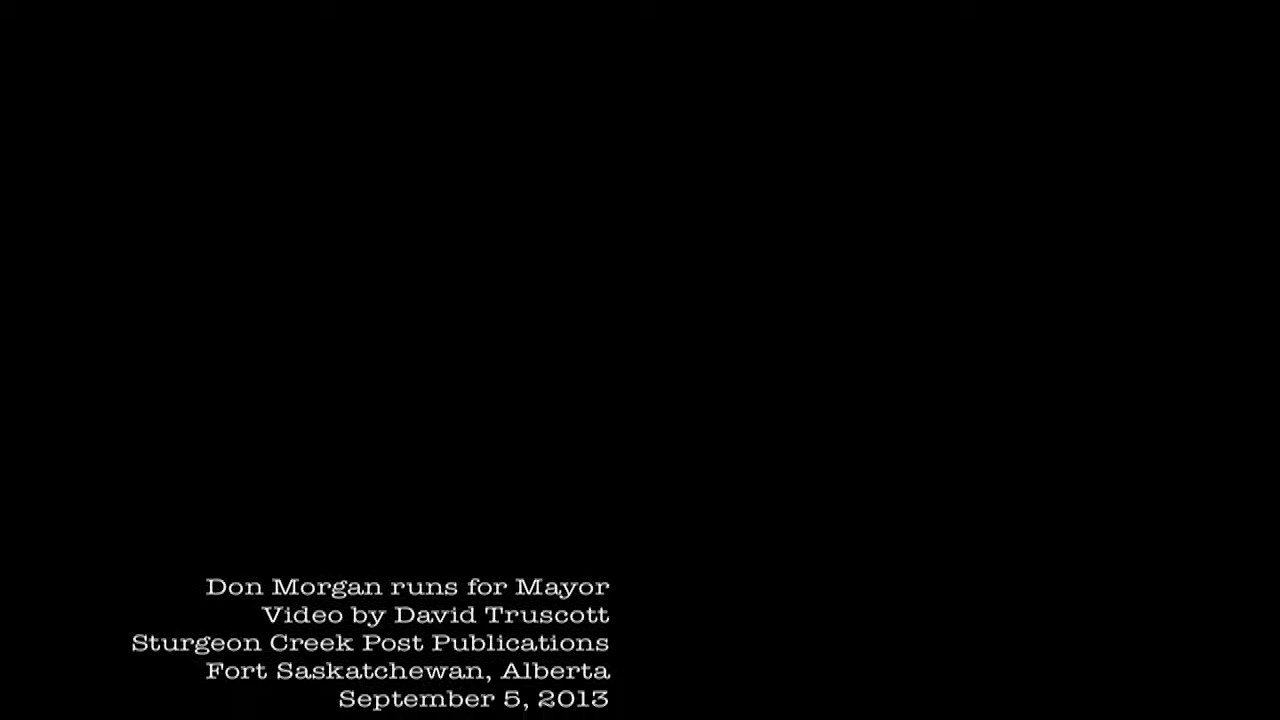 Don Morgan runs for Mayor
Video by David Truscott
Sturgeon Creek Post Publications
Fort Saskatchewan, Alberta
September 5, 2013